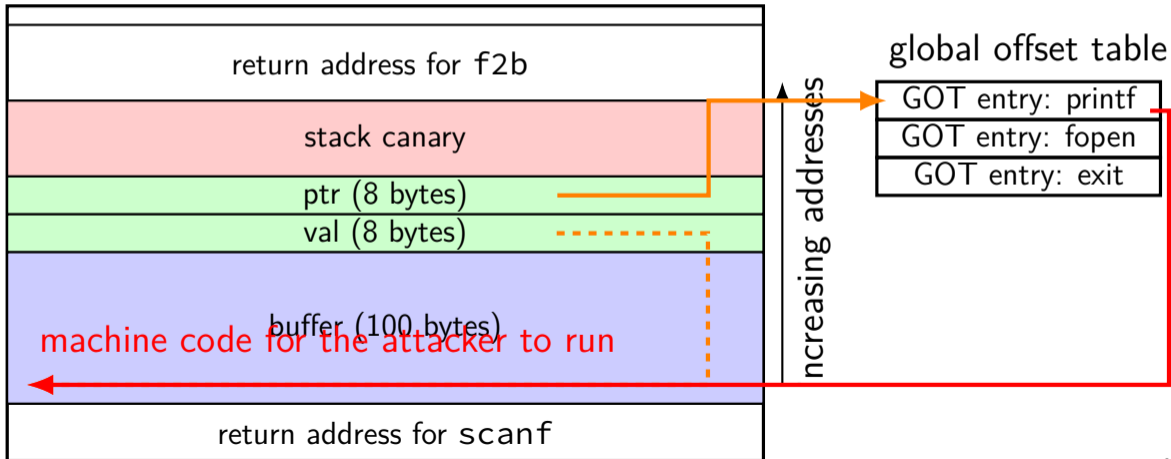 return address for f2b
stack canary
ptr (8 bytes)
val (8 bytes)
buffer (100 bytes)
machine code for the attacker to run
return address for scanf
ncreasing addresses
global offset table
GOT entry: printf
GOT entry: fopen
GOT entry: exit